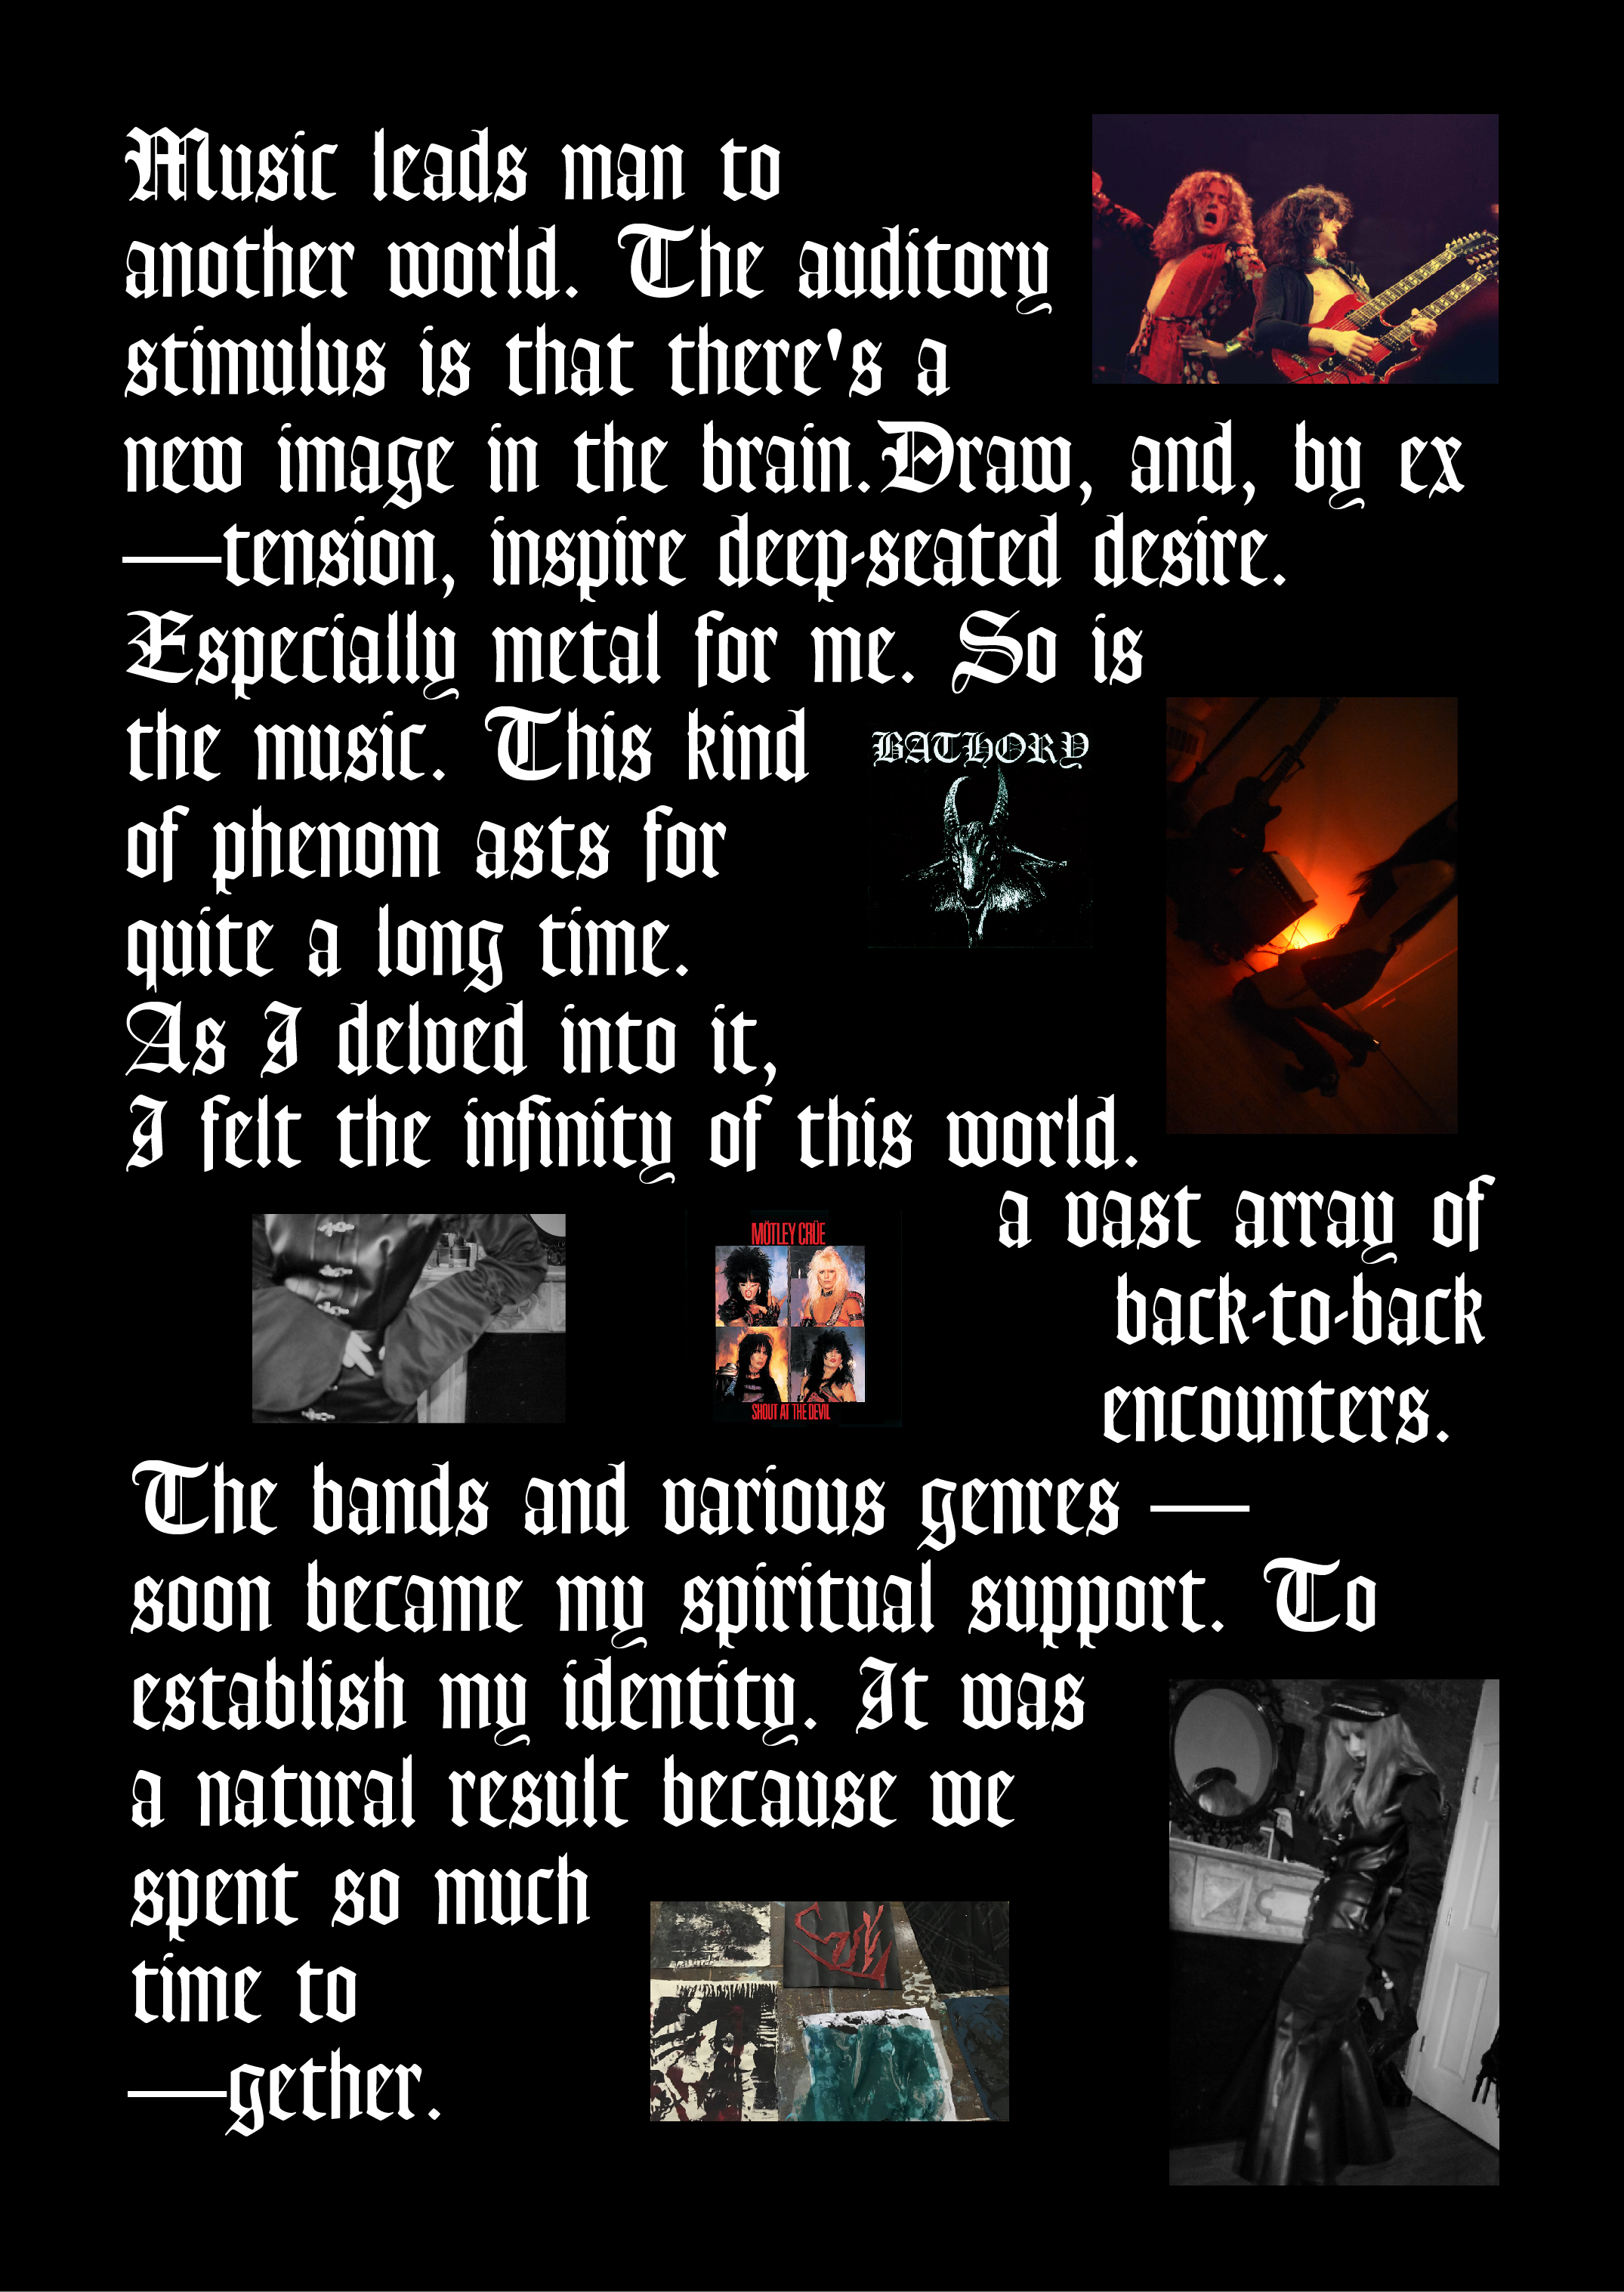 Music leads man to
another world. The auditory
stimulus is that there's a
new image in the brain.Draw, and, by ex
—tension, inspire deep-seated desire.
Especially metal for me. So is
the music. This kind
of phenom asts for
quite a long time.
BATHORY
As I delved into it,
I felt the infinity of this world.
a vast array of
back-to-back
encounters.
MÖTLEY CRÜE
SHOUT AT THE DEVIL
The bands and various genres —
soon became my spiritual support. To
establish my identity. It was
a natural result because we
spent so much
time to
—gether.